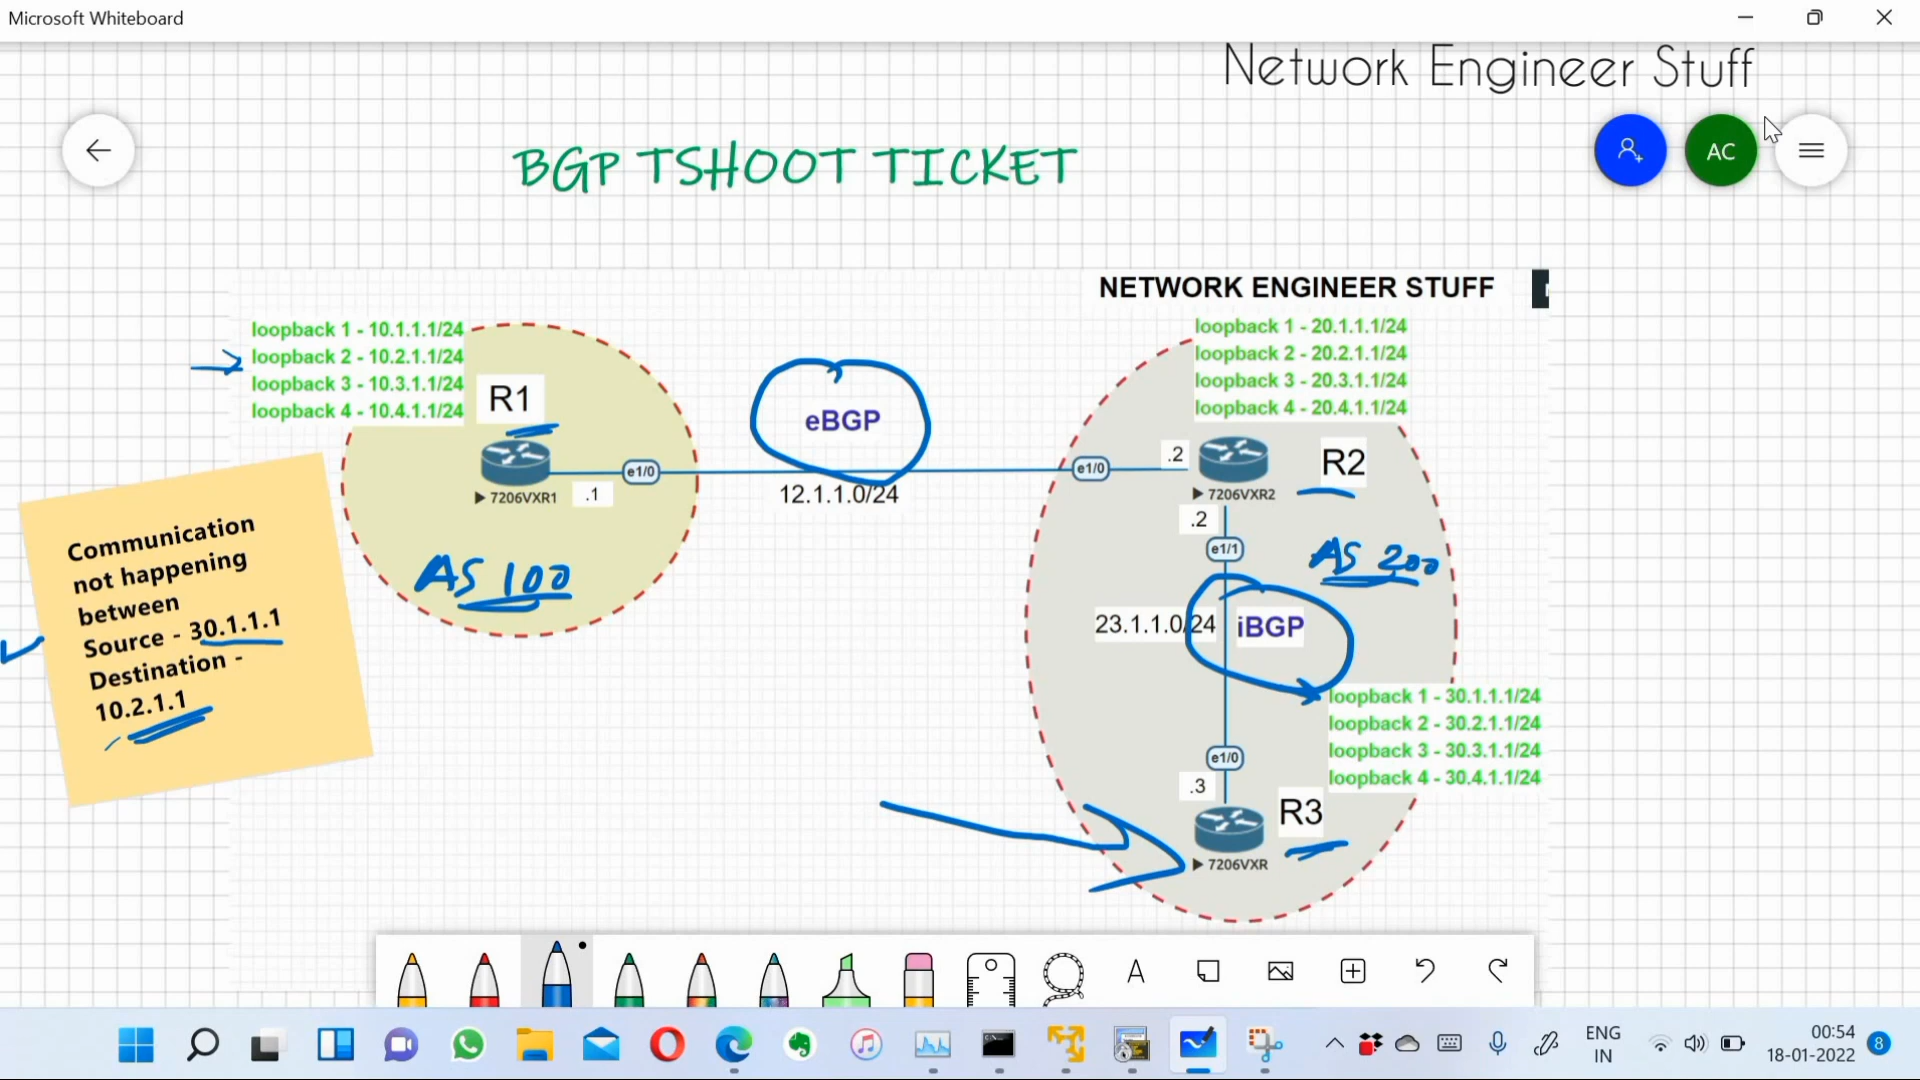 Microsoft Whiteboard
Network Engineer Stuff
AC
BGP TSHOOT TICKET
NETWORK ENGINEER STUFF
loopback 1 - 10.1.1.1/24
loopback 2 - 10.2.1.1/24
loopback 3 - 10.3.1.1/24
loopback 4 - 10.4.1.1/24
R1
7206VXR1
.1
e1/0
AS 100
eBGP
12.1.1.0/24
loopback 1 - 20.1.1.1/24
loopback 2 - 20.2.1.1/24
loopback 3 - 20.3.1.1/24
loopback 4 - 20.4.1.1/24
e1/0
.2
R2
7206VXR2
.2
e1/1
AS 200
23.1.1.0/24
iBGP
loopback 1 - 30.1.1.1/24
loopback 2 - 30.2.1.1/24
loopback 3 - 30.3.1.1/24
loopback 4 - 30.4.1.1/24
e1/0
.3
R3
7206VXR
Communication
not happening
between
Source - 30.1.1.1
Destination -
10.2.1.1
A
ENG
IN
00:54
18-01-2022
8